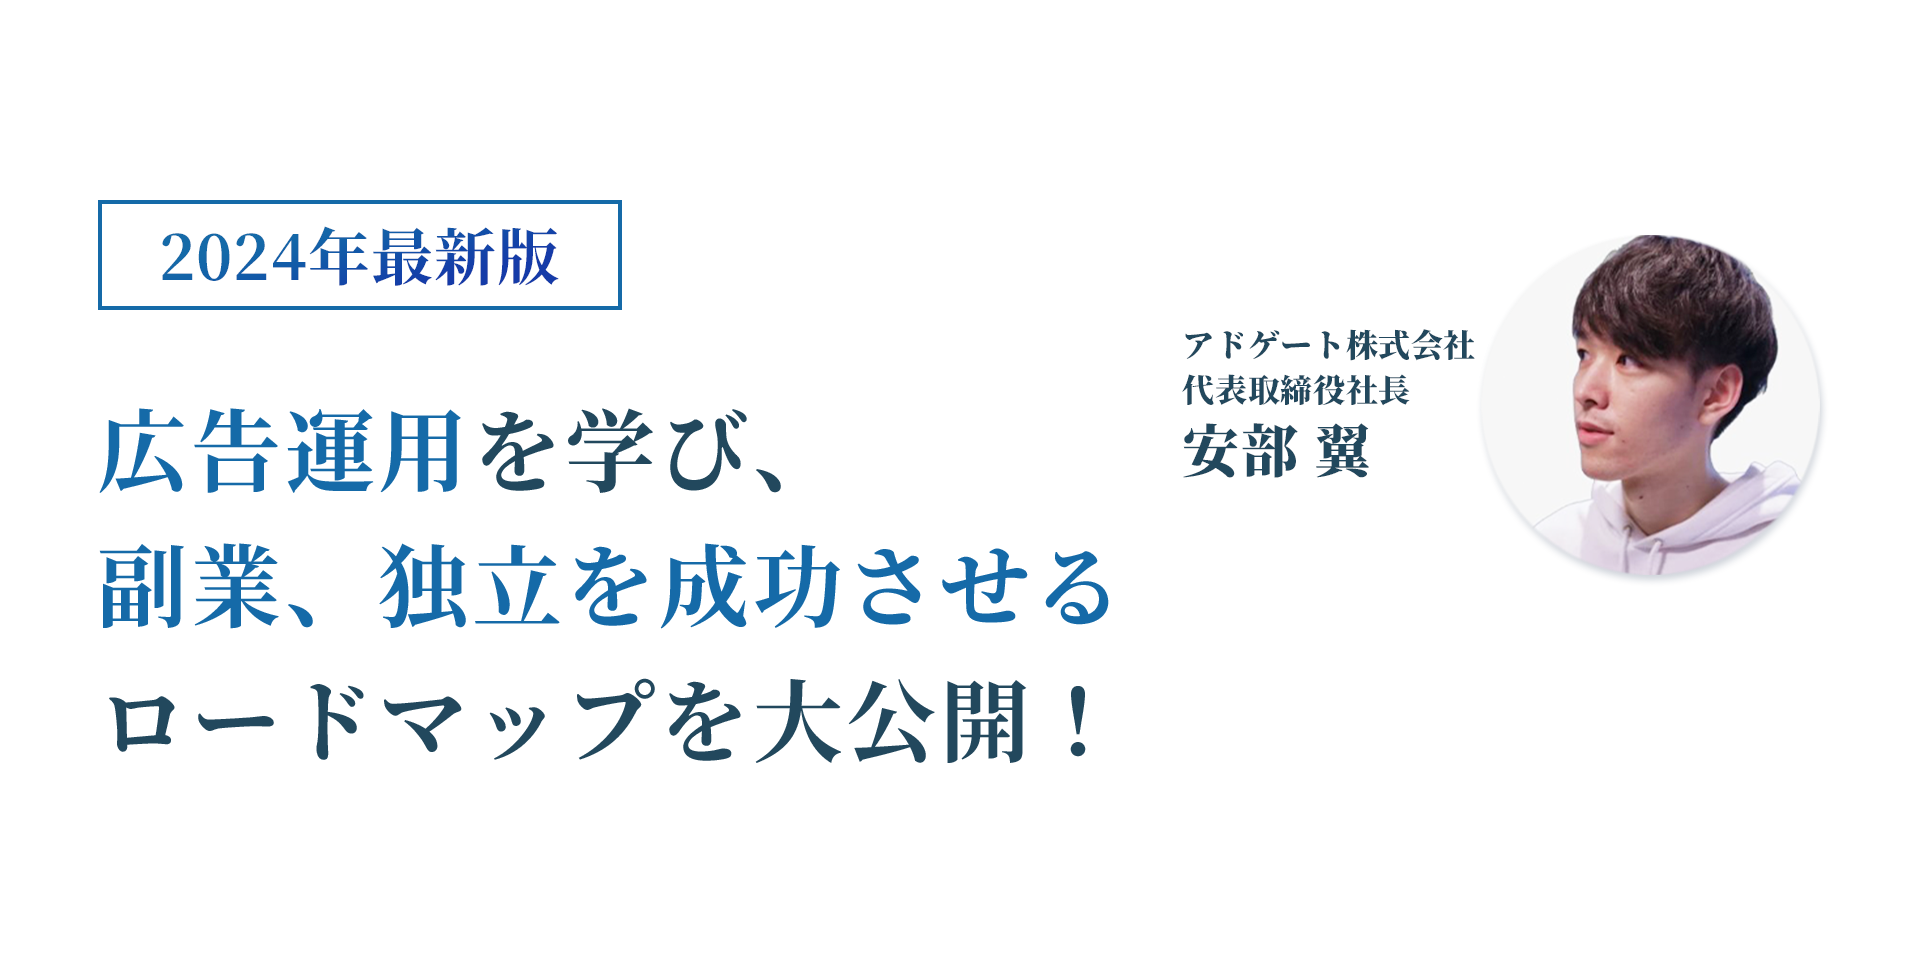 2024年最新版
広告運用を学び、
副業、独立を成功させる
ロードマップを大公開！
アドゲート株式会社
代表取締役社長
安部 翼